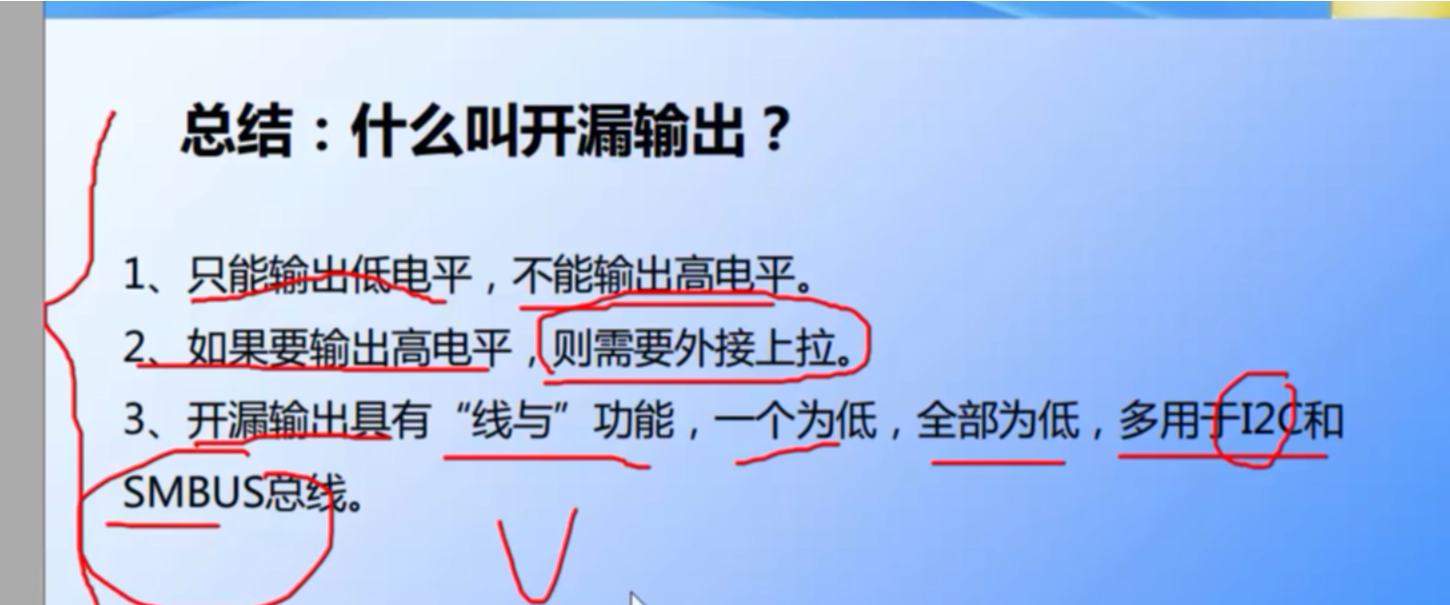 总结：什么叫开漏输出？
1、只能输出低电平，不能输出高电平。
2、如果要输出高电平，则需要外接上拉。
3、开漏输出具有“线与”功能，一个为低，全部为低，多用于I2C和
SMBUS总线。